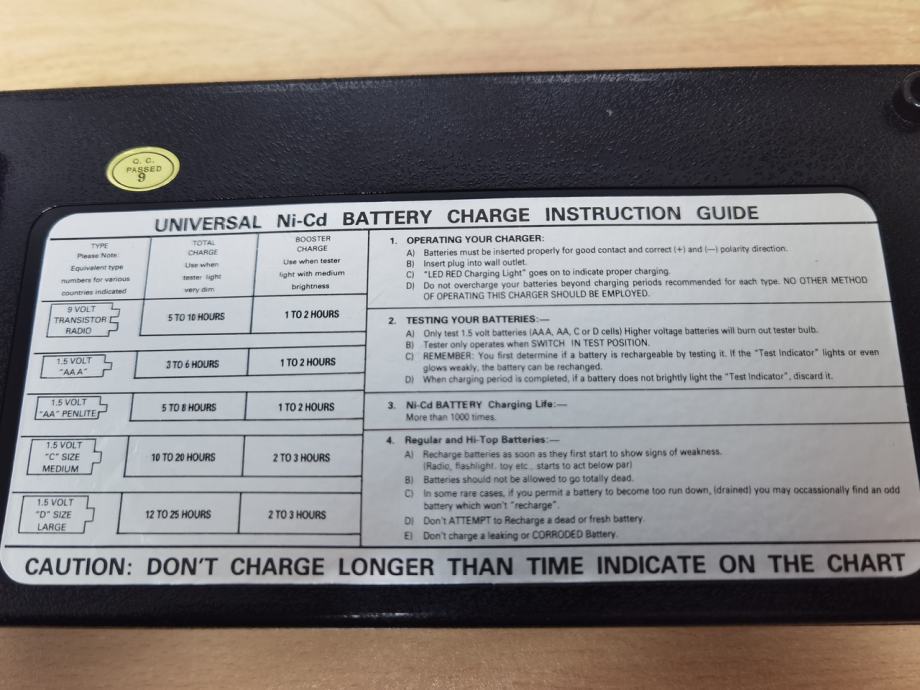 Q. C.
PASSED
9
UNIVERSAL Ni-Cd BATTERY CHARGE INSTRUCTION GUIDE
TYPE
Please Note:
Equivalent type
numbers for various
countries indicated
TOTAL
CHARGE
Use when
tester light
very dim
BOOSTER
CHARGE
Use when tester
light with medium
brightness
9 VOLT
TRANSISTOR
RADIO
5 TO 10 HOURS
1 TO 2 HOURS
1.5 VOLT
"AAA"
3 TO 6 HOURS
1 TO 2 HOURS
1.5 VOLT
"AA" PENLITE
5 TO 8 HOURS
1 TO 2 HOURS
1.5 VOLT
"C" SIZE
MEDIUM
10 TO 20 HOURS
2 TO 3 HOURS
1.5 VOLT
"D" SIZE
LARGE
12 TO 25 HOURS
2 TO 3 HOURS
1. OPERATING YOUR CHARGER:
A) Batteries must be inserted properly for good contact and correct (+) and (—) polarity direction.
B) Insert plug into wall outlet.
C) "LED RED Charging Light" goes on to indicate proper charging.
D) Do not overcharge your batteries beyond charging periods recommended for each type. NO OTHER METHOD
OF OPERATING THIS CHARGER SHOULD BE EMPLOYED.
2. TESTING YOUR BATTERIES:—
A) Only test 1.5 volt batteries (AAA, AA, C or D cells) Higher voltage batteries will burn out tester bulb.
B) Tester only operates when SWITCH IN TEST POSITION.
C) REMEMBER: You first determine if a battery is rechargeable by testing it. If the "Test Indicator" lights or even
glows weakly, the battery can be rechanged.
D) When charging period is completed, if a battery does not brightly light the "Test Indicator", discard it.
3. Ni-Cd BATTERY Charging Life:—
More than 1000 times.
4. Regular and Hi-Top Batteries:—
A) Recharge batteries as soon as they first start to show signs of weakness.
(Radio, flashlight. toy etc., starts to act below par)
B) Batteries should not be allowed to go totally dead.
C) In some rare cases, if you permit a battery to become too run down, (drained) you may occassionally find an odd
battery which won't "recharge".
D) Don't ATTEMPT to Recharge a dead or fresh battery.
E) Don't charge a leaking or CORRODED Battery.
CAUTION: DON'T CHARGE LONGER THAN TIME INDICATE ON THE CHART